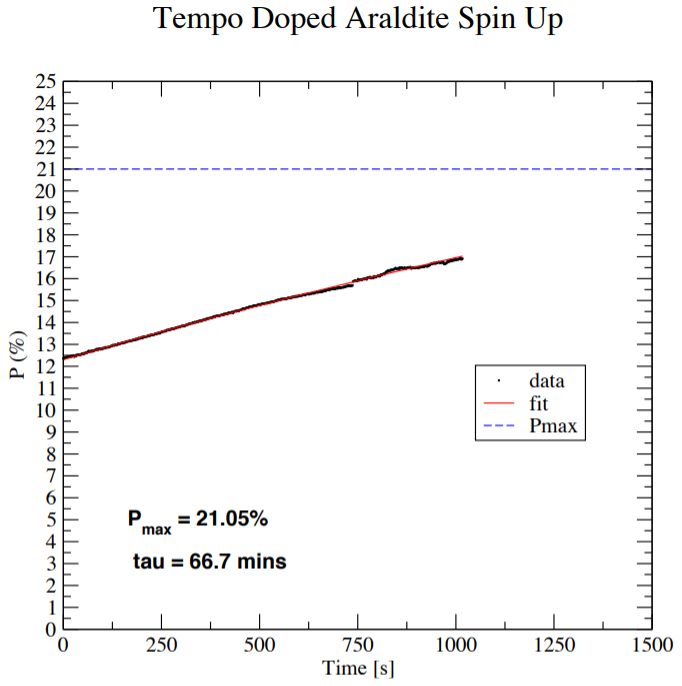 Tempo Doped Araldite Spin Up
25
24
23
22
21
20
19
18
17
16
15
14
13
12
11
10
9
8
7
6
5
4
3
2
1
0
P (%)
data
fit
Pmax
Pmax = 21.05%
tau = 66.7 mins
0 250 500 750 1000 1250 1500
Time [s]